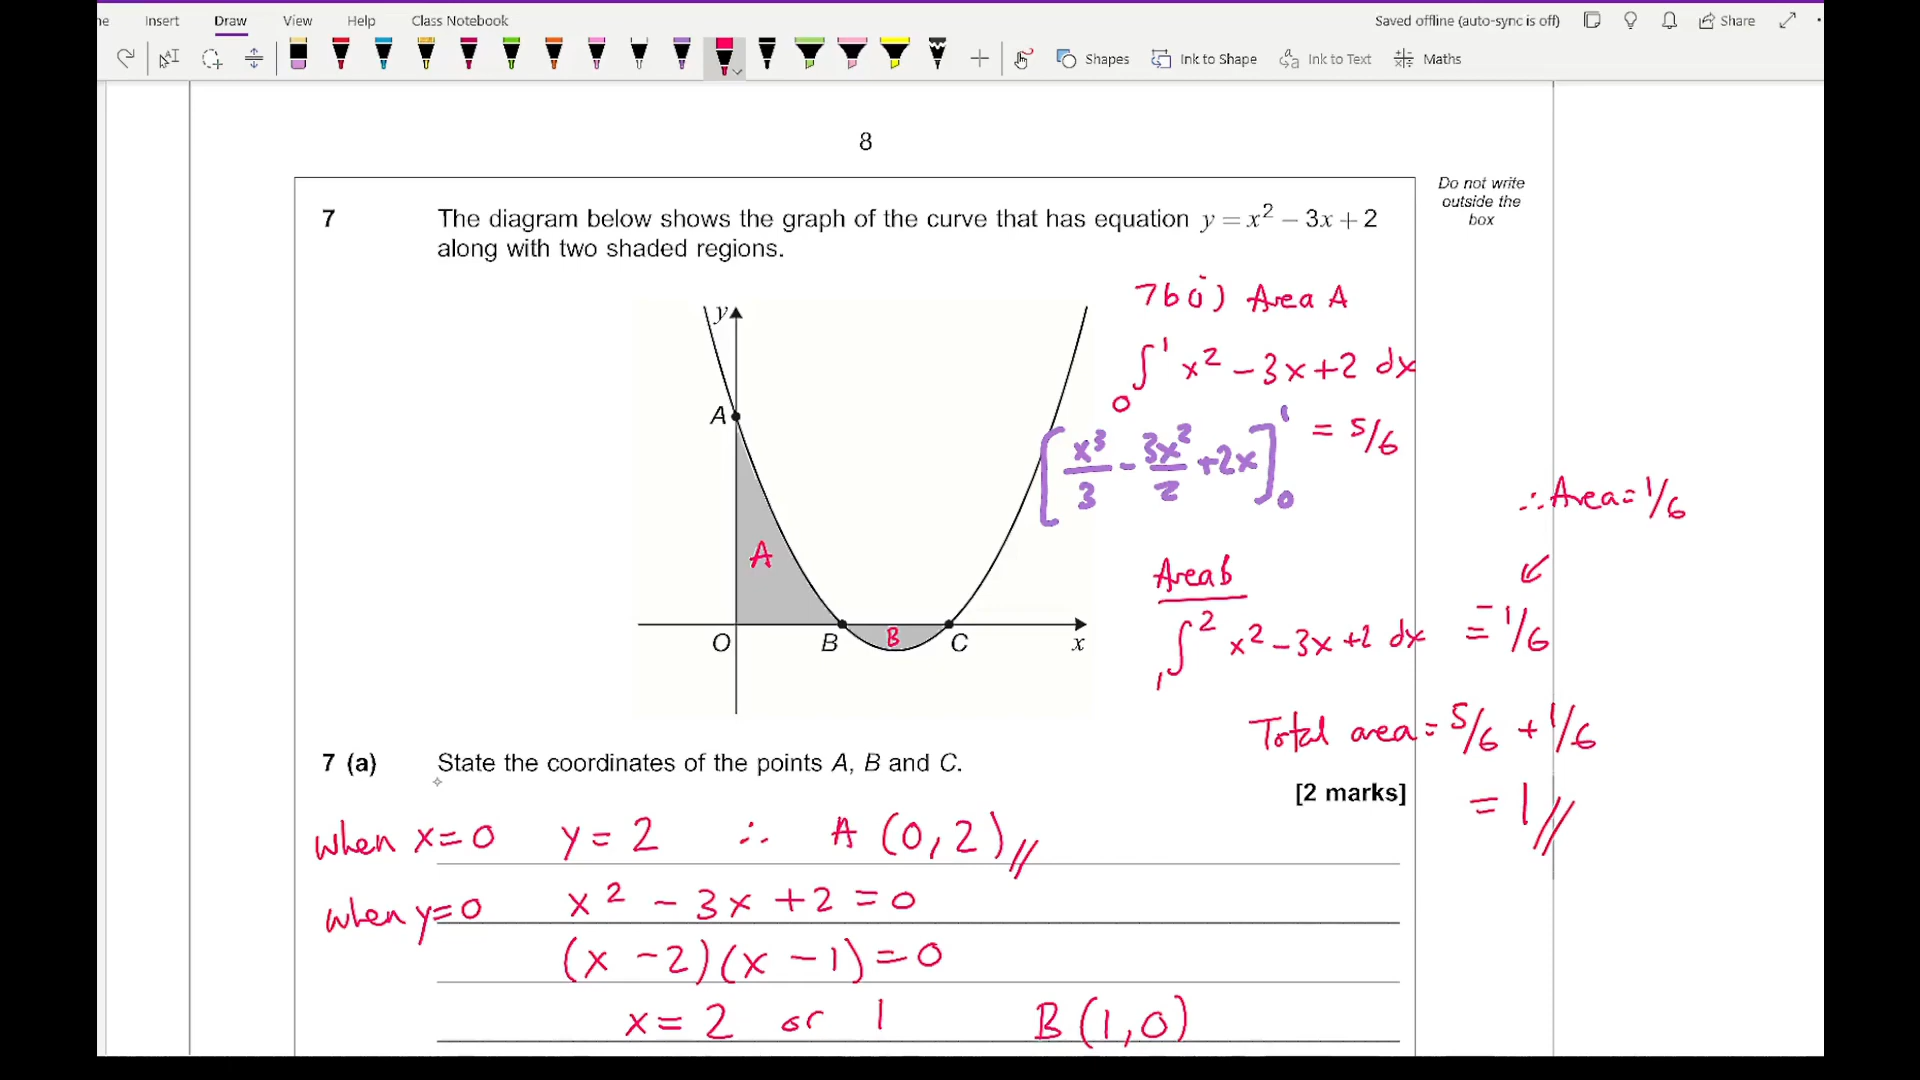 ne Insert Draw View Help Class Notebook Saved offline (auto-sync is off) Share
Shapes Ink to Shape Ink to Text Maths
8
Do not write
outside the
box
7 The diagram below shows the graph of the curve that has equation y = x² − 3x + 2
along with two shaded regions.
7b(i) Area A
∫₀¹ x² − 3x + 2 dx
[x³/3 − 3x²/2 + 2x]₀¹ = 5/6
∴ Area = 1/6
Area b
∫₁² x² − 3x + 2 dx = −1/6
Total area = 5/6 + 1/6
= 1
y
A
A
O B B C x
7 (a) State the coordinates of the points A, B and C.
[2 marks]
when x=0 y = 2 ∴ A (0, 2)
when y=0 x² − 3x + 2 = 0
(x − 2)(x − 1) = 0
x = 2 or 1 B (1, 0)